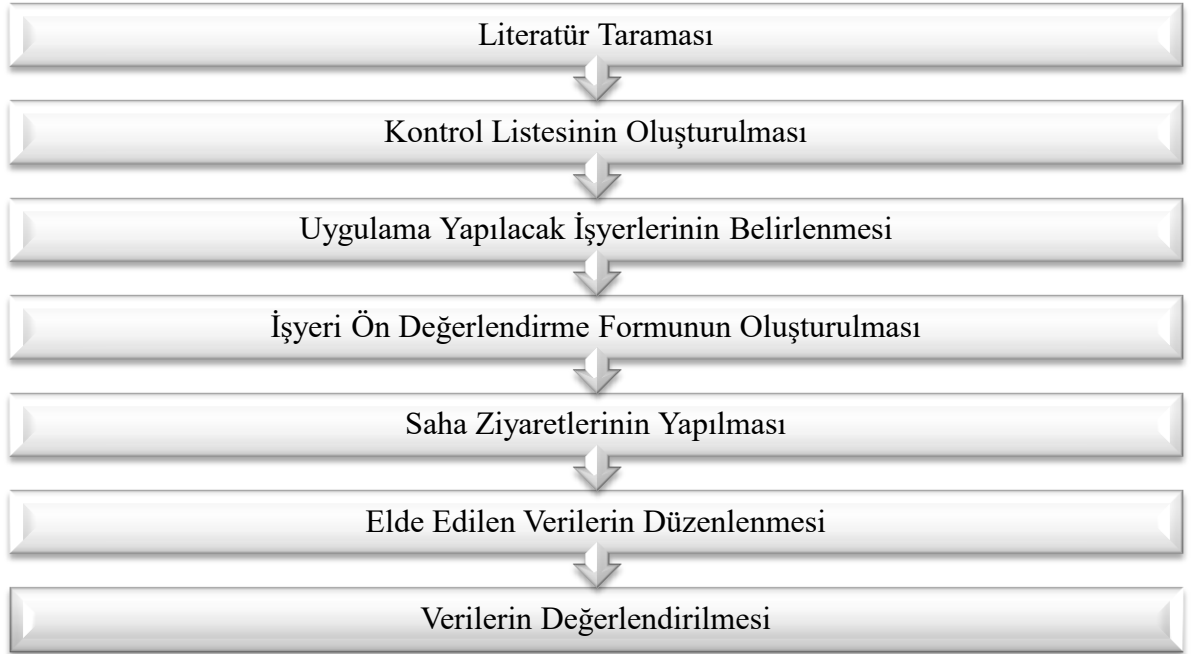 Literatür Taraması
Kontrol Listesinin Oluşturulması
Uygulama Yapılacak İşyerlerinin Belirlenmesi
İşyeri Ön Değerlendirme Formunun Oluşturulması
Saha Ziyaretlerinin Yapılması
Elde Edilen Verilerin Düzenlenmesi
Verilerin Değerlendirilmesi